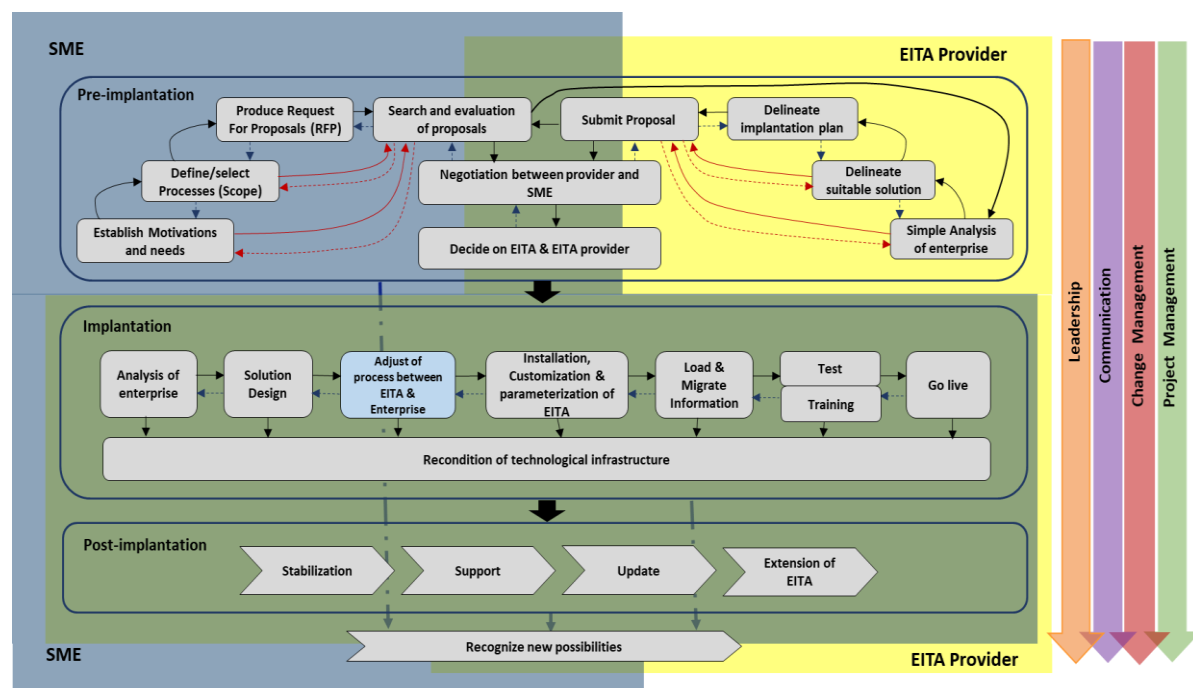 SME
EITA Provider
Pre-implantation
Produce Request
For Proposals (RFP)
Search and evaluation
of proposals
Submit Proposal
Delineate
implantation plan
Define/select
Processes (Scope)
Negotiation between provider and
SME
Delineate
suitable solution
Establish Motivations
and needs
Decide on EITA & EITA provider
Simple Analysis
of enterprise
Implantation
Analysis of
enterprise
Solution
Design
Adjust of
process between
EITA &
Enterprise
Installation,
Customization &
parameterization of
EITA
Load &
Migrate
Information
Test
Training
Go live
Recondition of technological infrastructure
Post-implantation
Stabilization
Support
Update
Extension of
EITA
Recognize new possibilities
SME
EITA Provider
Leadership
Communication
Change Management
Project Management